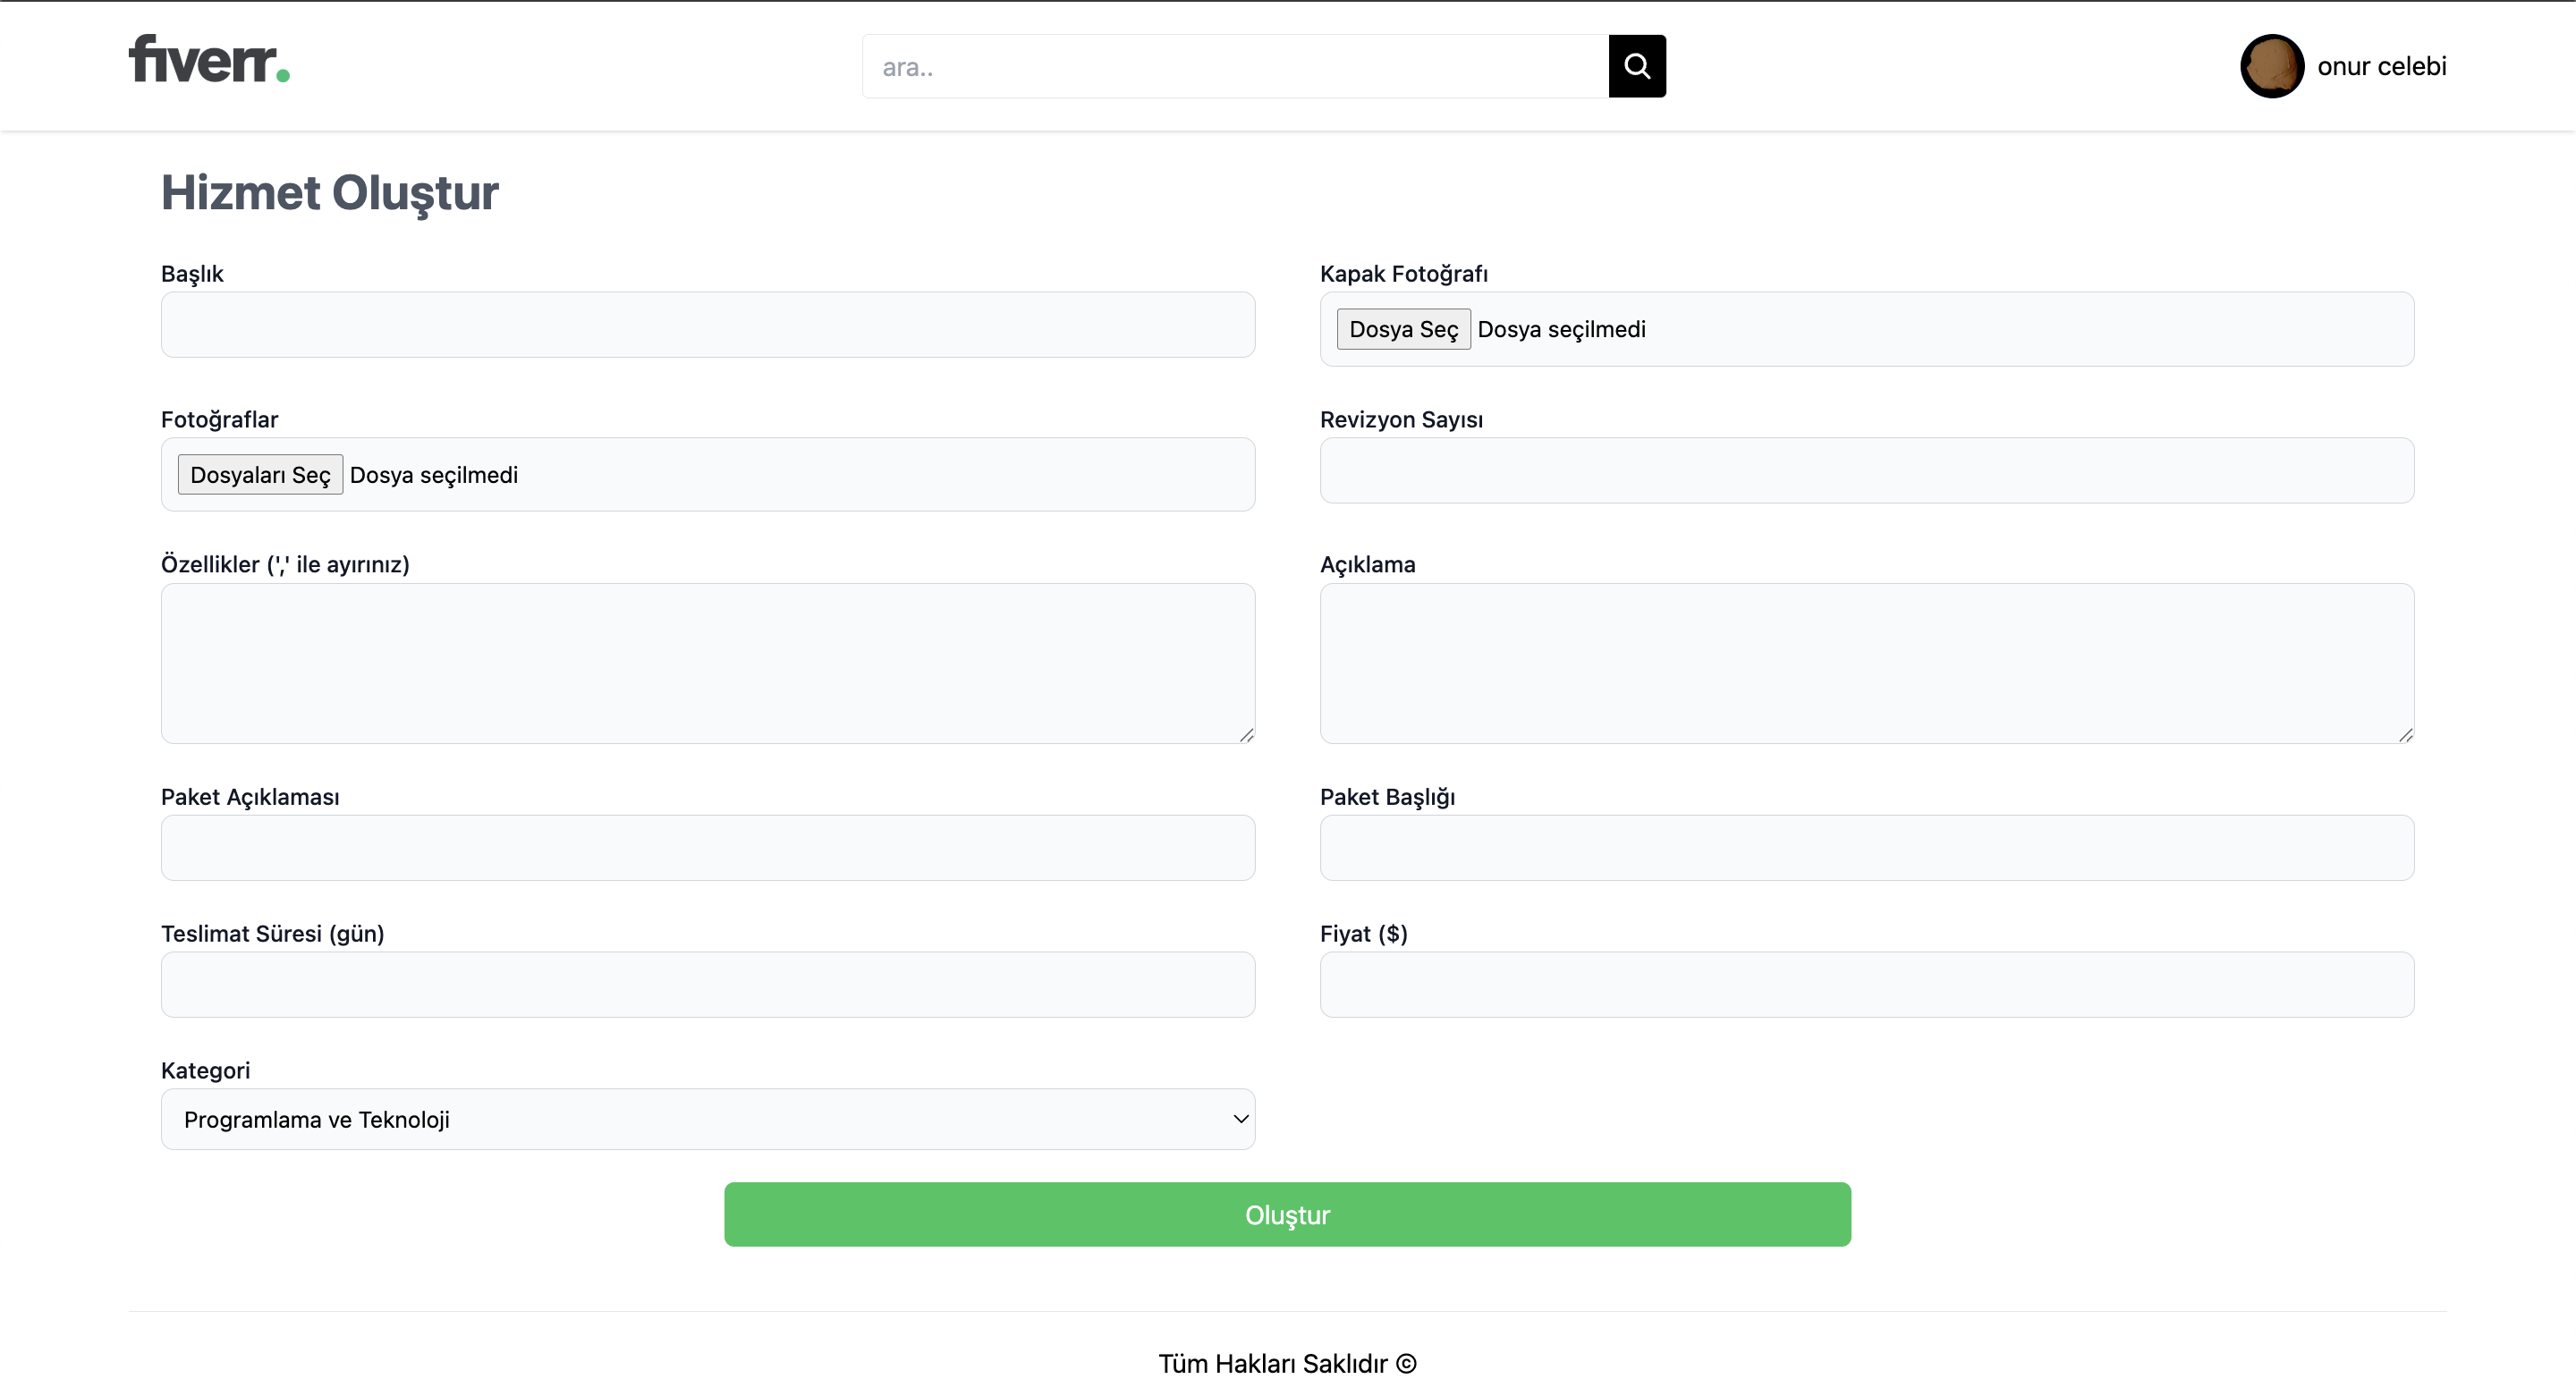 fiverr.
ara..
onur celebi
Hizmet Oluştur
Başlık
Kapak Fotoğrafı
Dosya Seç Dosya seçilmedi
Fotoğraflar
Dosyaları Seç Dosya seçilmedi
Revizyon Sayısı
Özellikler (',' ile ayırınız)
Açıklama
Paket Açıklaması
Paket Başlığı
Teslimat Süresi (gün)
Fiyat ($)
Kategori
Programlama ve Teknoloji
Oluştur
Tüm Hakları Saklıdır ©